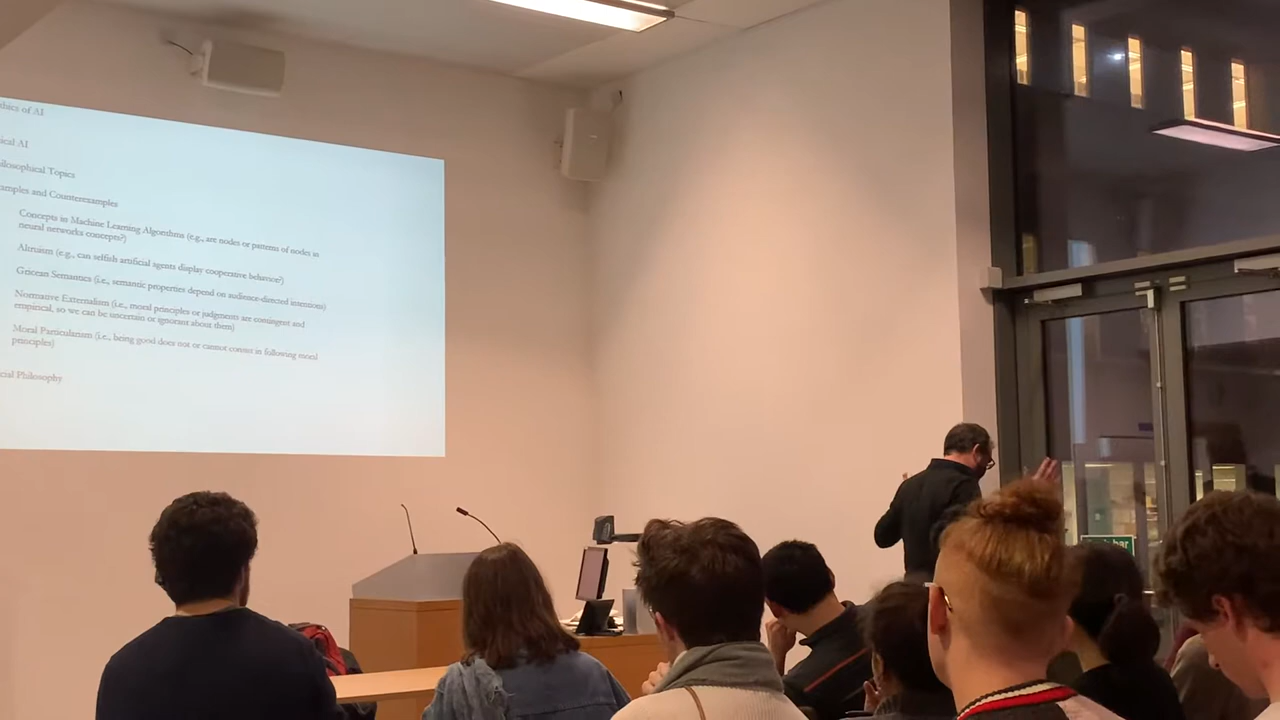 thics of AI
ical AI
ilosophical Topics
amples and Counterexamples
Concepts in Machine Learning Algorithms (e.g., are nodes or patterns of nodes in
neural networks concepts?)
Altruism (e.g., can selfish artificial agents display cooperative behavior?)
Gricean Semantics (i.e., semantic properties depend on audience-directed intentions)
Normative Externalism (i.e., moral principles or judgments are contingent and
empirical, so we can be uncertain or ignorant about them)
Moral Particularism (i.e., being good does not or cannot consist in following moral
principles)
cial Philosophy